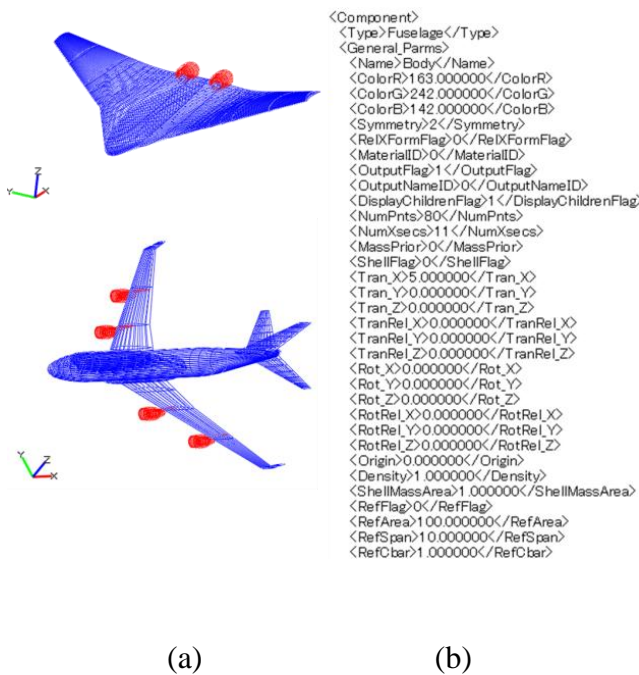 Z
Y
X
Y
Z
X
<Component>
<Type>Fuselage</Type>
<General_Parms>
<Name>Body</Name>
<ColorR>163.000000</ColorR>
<ColorG>242.000000</ColorG>
<ColorB>142.000000</ColorB>
<Symmetry>2</Symmetry>
<RelXFormFlag>0</RelXFormFlag>
<MaterialID>0</MaterialID>
<OutputFlag>1</OutputFlag>
<OutputNameID>0</OutputNameID>
<DisplayChildrenFlag>1</DisplayChildrenFlag>
<NumPnts>80</NumPnts>
<NumXsecs>11</NumXsecs>
<MassPrior>0</MassPrior>
<ShellFlag>0</ShellFlag>
<Tran_X>5.000000</Tran_X>
<Tran_Y>0.000000</Tran_Y>
<Tran_Z>0.000000</Tran_Z>
<TranRel_X>0.000000</TranRel_X>
<TranRel_Y>0.000000</TranRel_Y>
<TranRel_Z>0.000000</TranRel_Z>
<Rot_X>0.000000</Rot_X>
<Rot_Y>0.000000</Rot_Y>
<Rot_Z>0.000000</Rot_Z>
<RotRel_X>0.000000</RotRel_X>
<RotRel_Y>0.000000</RotRel_Y>
<RotRel_Z>0.000000</RotRel_Z>
<Origin>0.000000</Origin>
<Density>1.000000</Density>
<ShellMassArea>1.000000</ShellMassArea>
<RefFlag>0</RefFlag>
<RefArea>100.000000</RefArea>
<RefSpan>10.000000</RefSpan>
<RefCbar>1.000000</RefCbar>
(a)
(b)